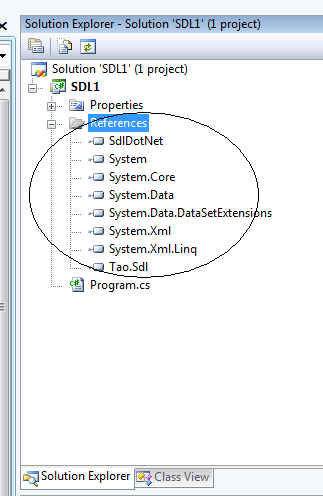 Solution Explorer - Solution 'SDL1' (1 project)
Solution 'SDL1' (1 project)
SDL1
Properties
References
SdlDotNet
System
System.Core
System.Data
System.Data.DataSetExtensions
System.Xml
System.Xml.Linq
Tao.Sdl
Program.cs
Solution Explorer Class View